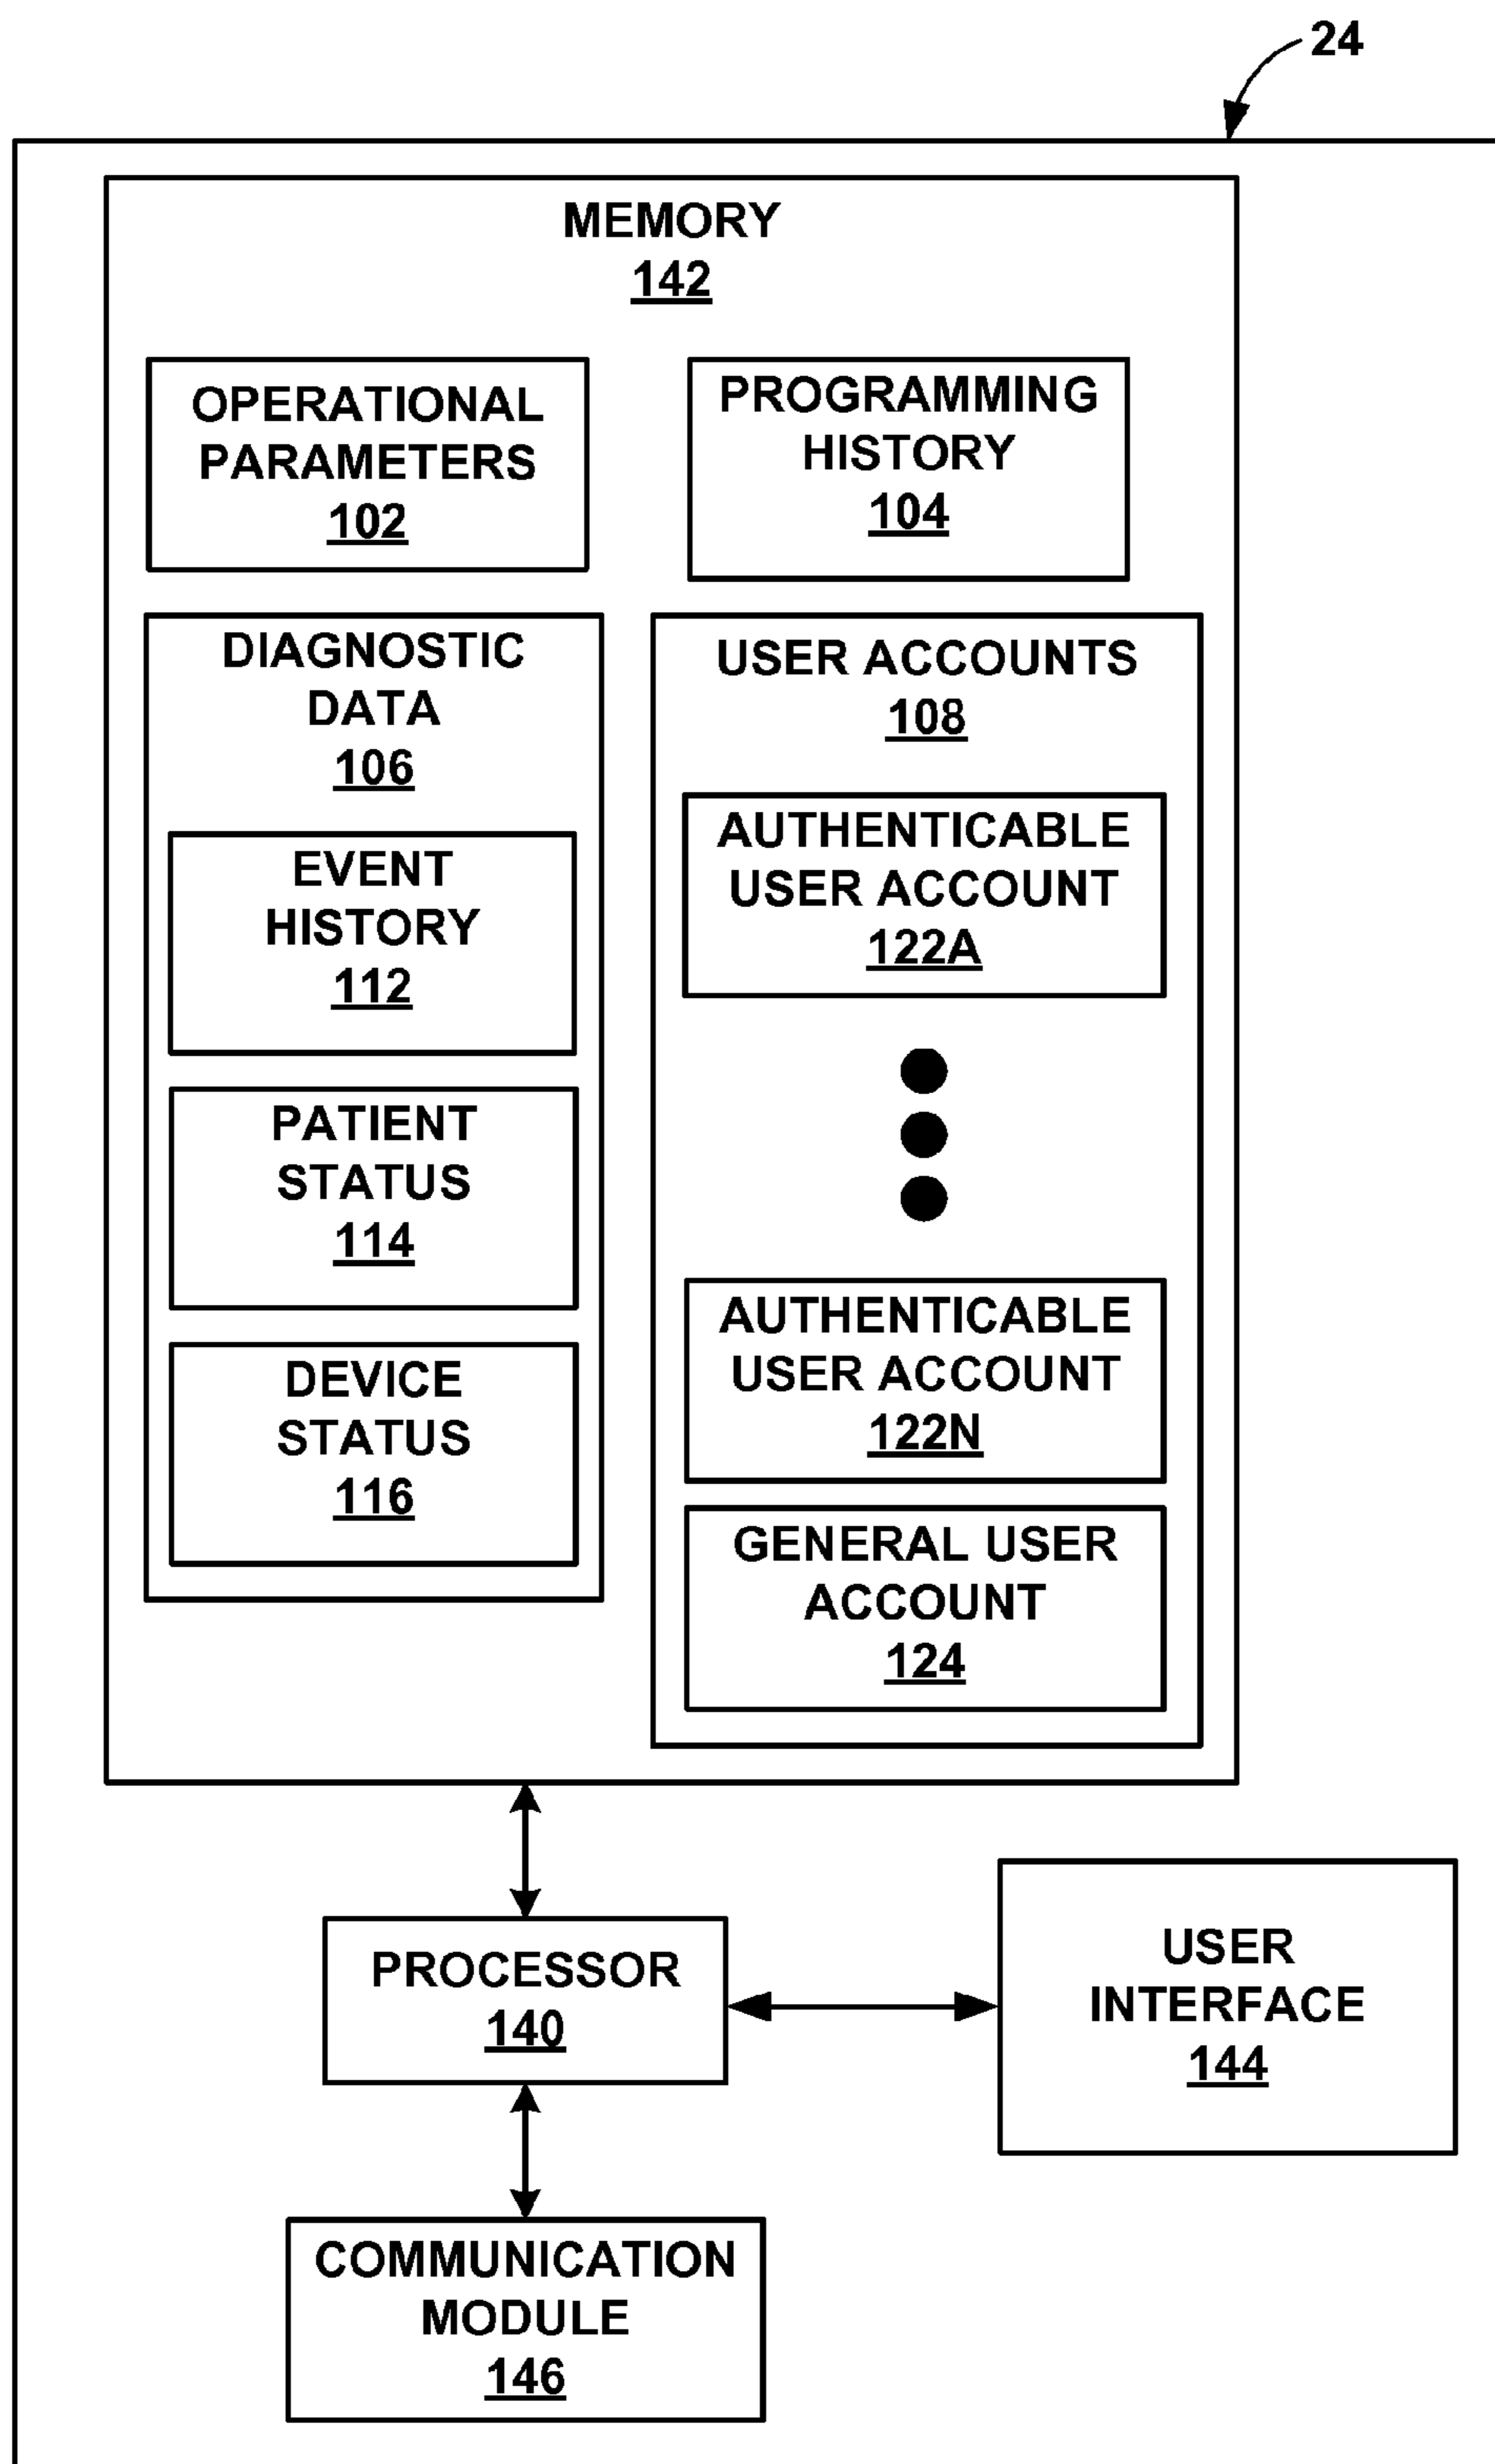 24
MEMORY
142
OPERATIONAL
PARAMETERS
102
PROGRAMMING
HISTORY
104
DIAGNOSTIC
DATA
106
EVENT
HISTORY
112
PATIENT
STATUS
114
DEVICE
STATUS
116
USER ACCOUNTS
108
AUTHENTICABLE
USER ACCOUNT
122A
AUTHENTICABLE
USER ACCOUNT
122N
GENERAL USER
ACCOUNT
124
PROCESSOR
140
USER
INTERFACE
144
COMMUNICATION
MODULE
146